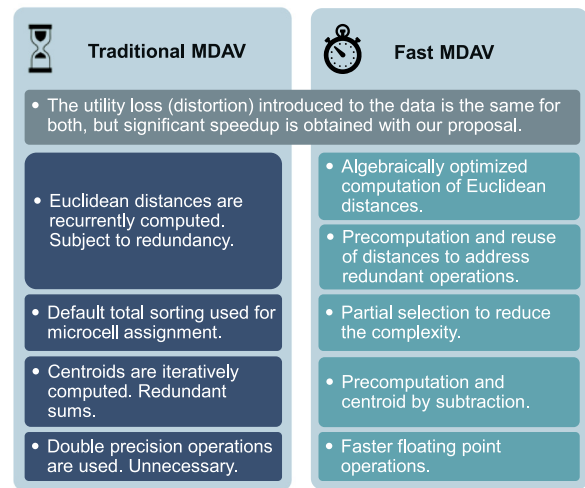 Traditional MDAV
Fast MDAV
• The utility loss (distortion) introduced to the data is the same for
both, but significant speedup is obtained with our proposal.
• Euclidean distances are
recurrently computed.
Subject to redundancy.
• Algebraically optimized
computation of Euclidean
distances.
• Precomputation and reuse
of distances to address
redundant operations.
• Default total sorting used for
microcell assignment.
• Partial selection to reduce
the complexity.
• Centroids are iteratively
computed. Redundant
sums.
• Precomputation and
centroid by subtraction.
• Double precision operations
are used. Unnecessary.
• Faster floating point
operations.